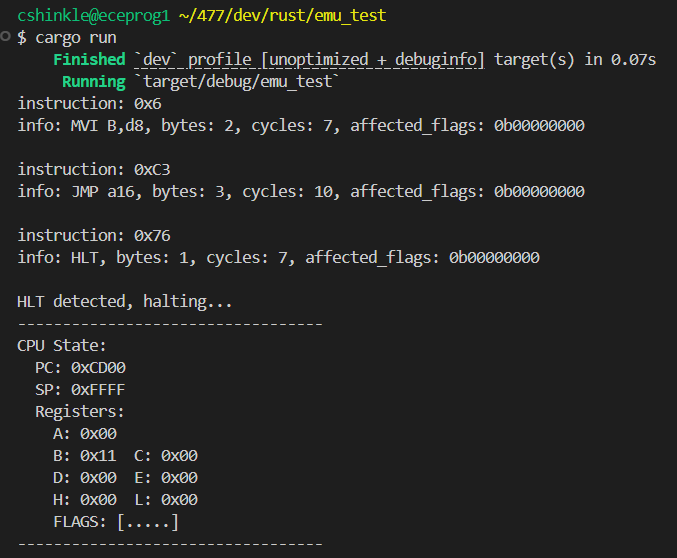 cshinkle@eceprog1 ~/477/dev/rust/emu_test
$ cargo run
    Finished `dev` profile [unoptimized + debuginfo] target(s) in 0.07s
     Running `target/debug/emu_test`
instruction: 0x6
info: MVI B,d8, bytes: 2, cycles: 7, affected_flags: 0b00000000

instruction: 0xC3
info: JMP a16, bytes: 3, cycles: 10, affected_flags: 0b00000000

instruction: 0x76
info: HLT, bytes: 1, cycles: 7, affected_flags: 0b00000000

HLT detected, halting...
----------------------------------
CPU State:
  PC: 0xCD00
  SP: 0xFFFF
  Registers:
    A: 0x00
    B: 0x11  C: 0x00
    D: 0x00  E: 0x00
    H: 0x00  L: 0x00
    FLAGS: [.....]
----------------------------------